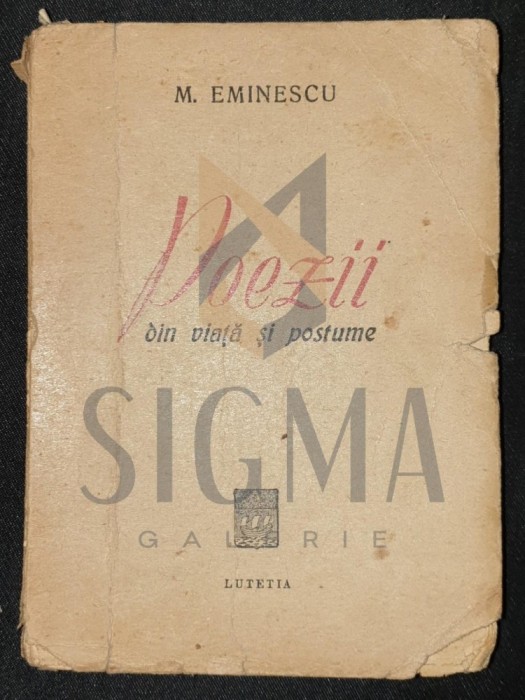 M. EMINESCU
Poezii
din viață și postume
SIGMA
GALERIE
LUTETIA